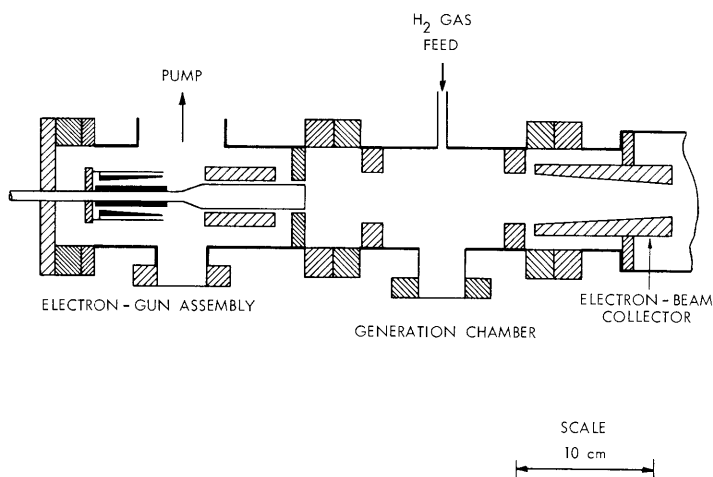 H₂ GAS
FEED
PUMP
ELECTRON-GUN ASSEMBLY
GENERATION CHAMBER
ELECTRON-BEAM
COLLECTOR
SCALE
10 cm